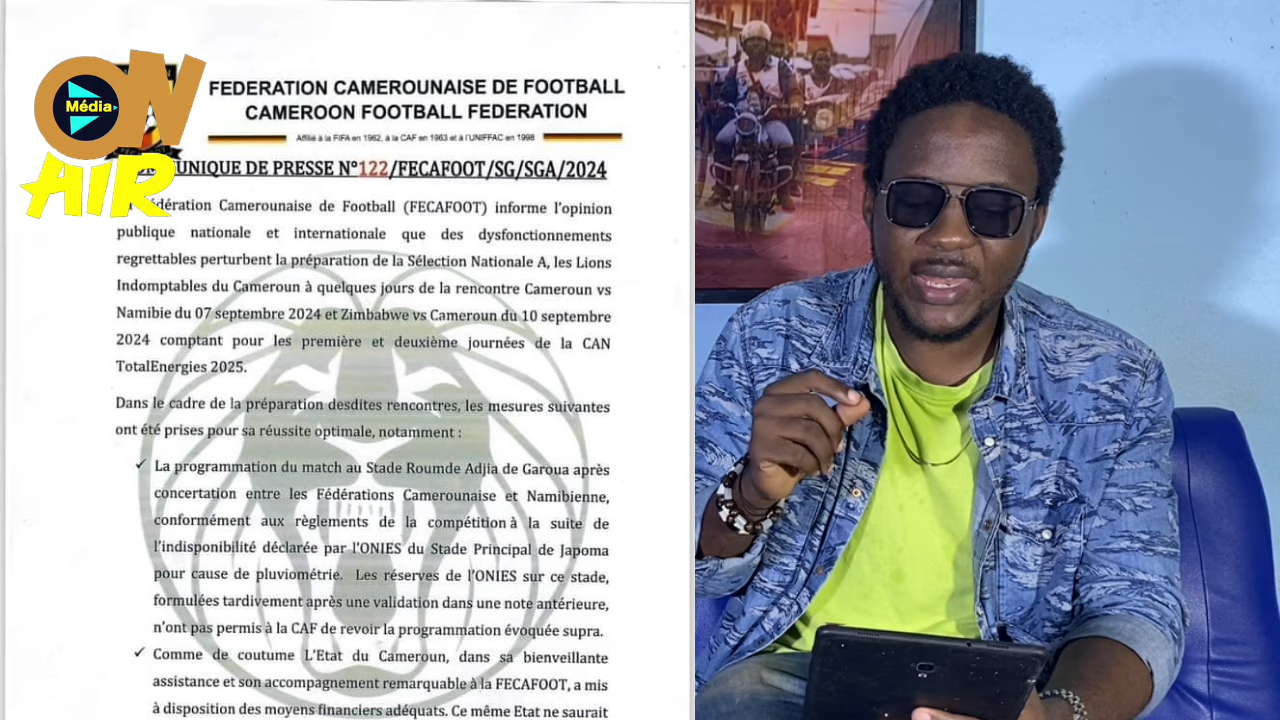 ON
Média
AIR
FEDERATION CAMEROUNAISE DE FOOTBALL
CAMEROON FOOTBALL FEDERATION
Affilié à la FIFA en 1962, à la CAF en 1963 et à l'UNIFFAC en 1998
UNIQUE DE PRESSE N°122/FECAFOOT/SG/SGA/2024
Fédération Camerounaise de Football (FECAFOOT) informe l'opinion
publique nationale et internationale que des dysfonctionnements
regrettables perturbent la préparation de la Sélection Nationale A, les Lions
Indomptables du Cameroun à quelques jours de la rencontre Cameroun vs
Namibie du 07 septembre 2024 et Zimbabwe vs Cameroun du 10 septembre
2024 comptant pour les première et deuxième journées de la CAN
TotalEnergies 2025.
Dans le cadre de la préparation desdites rencontres, les mesures suivantes
ont été prises pour sa réussite optimale, notamment :
✓ La programmation du match au Stade Roumde Adjia de Garoua après
concertation entre les Fédérations Camerounaise et Namibienne,
conformément aux règlements de la compétition à la suite de
l'indisponibilité déclarée par l'ONIES du Stade Principal de Japoma
pour cause de pluviométrie. Les réserves de l'ONIES sur ce stade,
formulées tardivement après une validation dans une note antérieure,
n'ont pas permis à la CAF de revoir la programmation évoquée supra.
✓ Comme de coutume L'Etat du Cameroun, dans sa bienveillante
assistance et son accompagnement remarquable à la FECAFOOT, a mis
à disposition des moyens financiers adéquats. Ce même Etat ne saurait